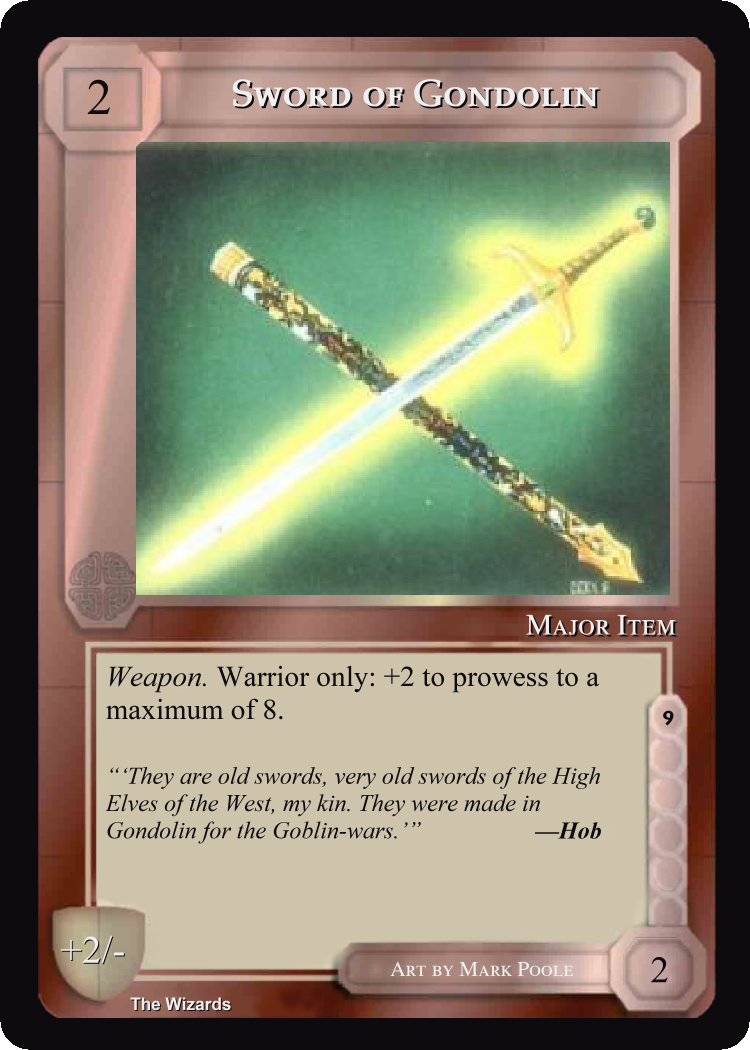 2
Sword of Gondolin
Major Item
Weapon. Warrior only: +2 to prowess to a
maximum of 8.
9
“‘They are old swords, very old swords of the High
Elves of the West, my kin. They were made in
Gondolin for the Goblin-wars.’” —Hob
+2/-
Art by Mark Poole
2
The Wizards